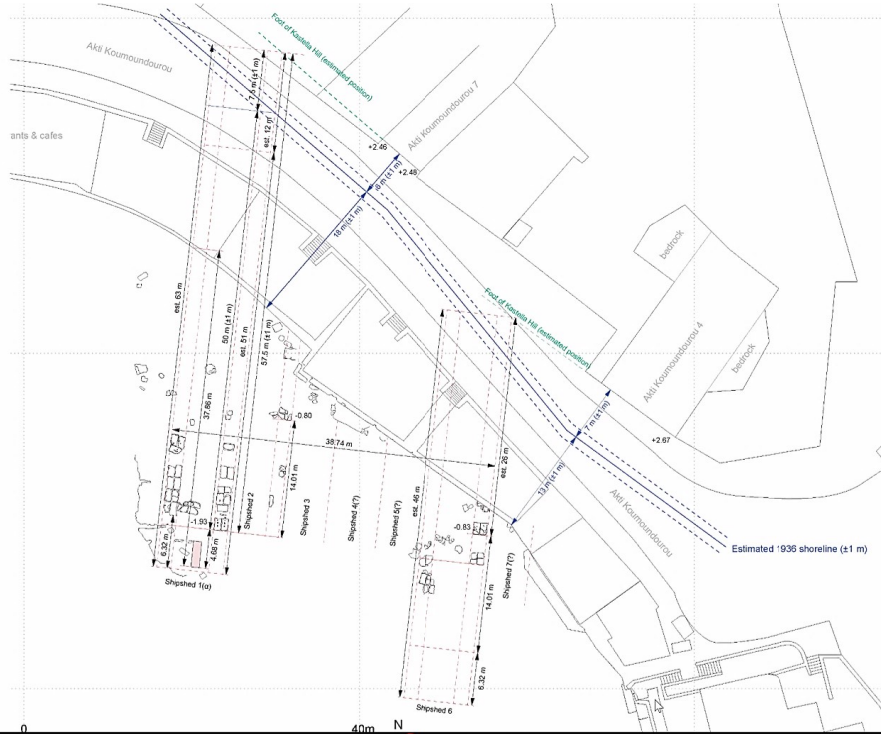 Foot of Kastella Hill (estimated position)
Akti Koumoundourou
ants & cafes
Akti Koumoundourou 7
est. 12 m
+2.46
+2.48
18 m (±1 m)
bedrock
est. 63 m
50 m (±1 m)
est. 51 m
57.5 m (±1 m)
37.86 m
Foot of Kastella Hill (estimated position)
Akti Koumoundourou 4
bedrock
-0.80
38.74 m
14.01 m
7 m (±1 m)
+2.67
est. 26 m
est. 46 m
13 m (±1 m)
Akti Koumoundourou
-1.93
6.32 m
4.68 m
Shipshed 1(α)
Shipshed 2
Shipshed 3
Shipshed 4(?)
Shipshed 5(?)
-0.83
14.01 m
Shipshed 7(?)
6.32 m
Shipshed 6
Estimated 1936 shoreline (±1 m)
0
40m
N